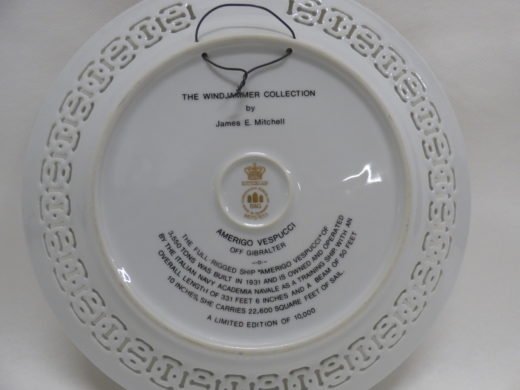 THE WINDJAMMER COLLECTION
by
James E. Mitchell
AMERIGO VESPUCCI
OFF GIBRALTER
THE FULL RIGGED SHIP "AMERIGO VESPUCCI" OF
3,450 TONS WAS BUILT IN 1931 AND IS OWNED AND OPERATED
BY THE ITALIAN NAVY ACADEMIA NAVALE AS A TRAINING SHIP WITH AN
OVERALL LENGTH OF 331 FEET 6 INCHES AND A BEAM OF 50 FEET
10 INCHES, SHE CARRIES 22,600 SQUARE FEET OF SAIL.
A LIMITED EDITION OF 10,000